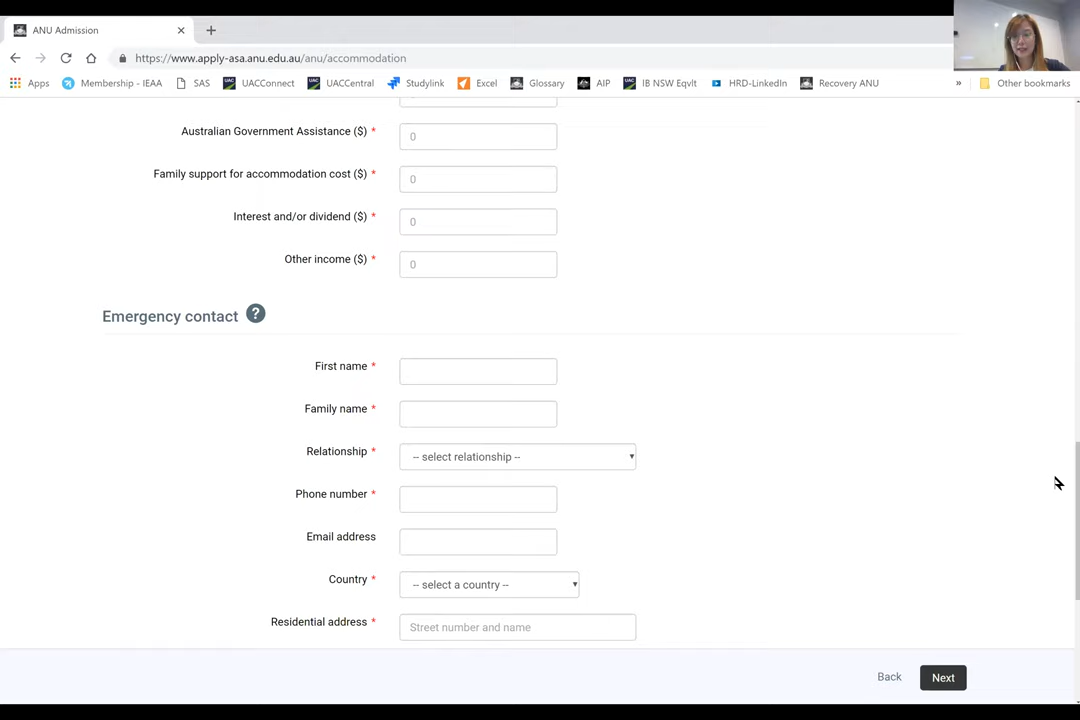 ANU Admission
https://www.apply-asa.anu.edu.au/anu/accommodation
Apps Membership - IEAA SAS UACConnect UACCentral Studylink Excel Glossary AIP IB NSW Eqvlt HRD-LinkedIn Recovery ANU » Other bookmarks
Australian Government Assistance ($) * 0
Family support for accommodation cost ($) * 0
Interest and/or dividend ($) * 0
Other income ($) * 0
Emergency contact ?
First name *
Family name *
Relationship * -- select relationship --
Phone number *
Email address
Country * -- select a country --
Residential address * Street number and name
Back Next